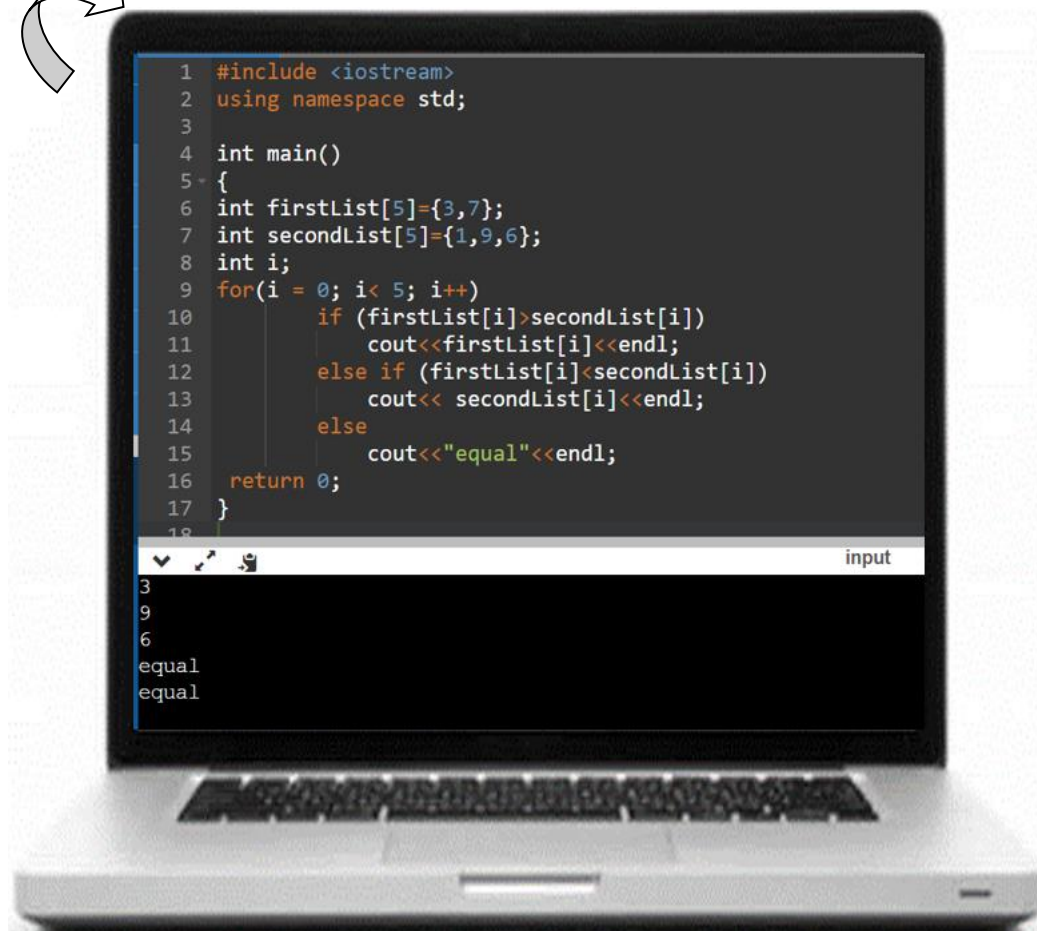 1 #include <iostream>
2 using namespace std;
3
4 int main()
5 {
6 int firstList[5]={3,7};
7 int secondList[5]={1,9,6};
8 int i;
9 for(i = 0; i< 5; i++)
10 if (firstList[i]>secondList[i])
11 cout<<firstList[i]<<endl;
12 else if (firstList[i]<secondList[i])
13 cout<< secondList[i]<<endl;
14 else
15 cout<<"equal"<<endl;
16 return 0;
17 }
18
input
3
9
6
equal
equal